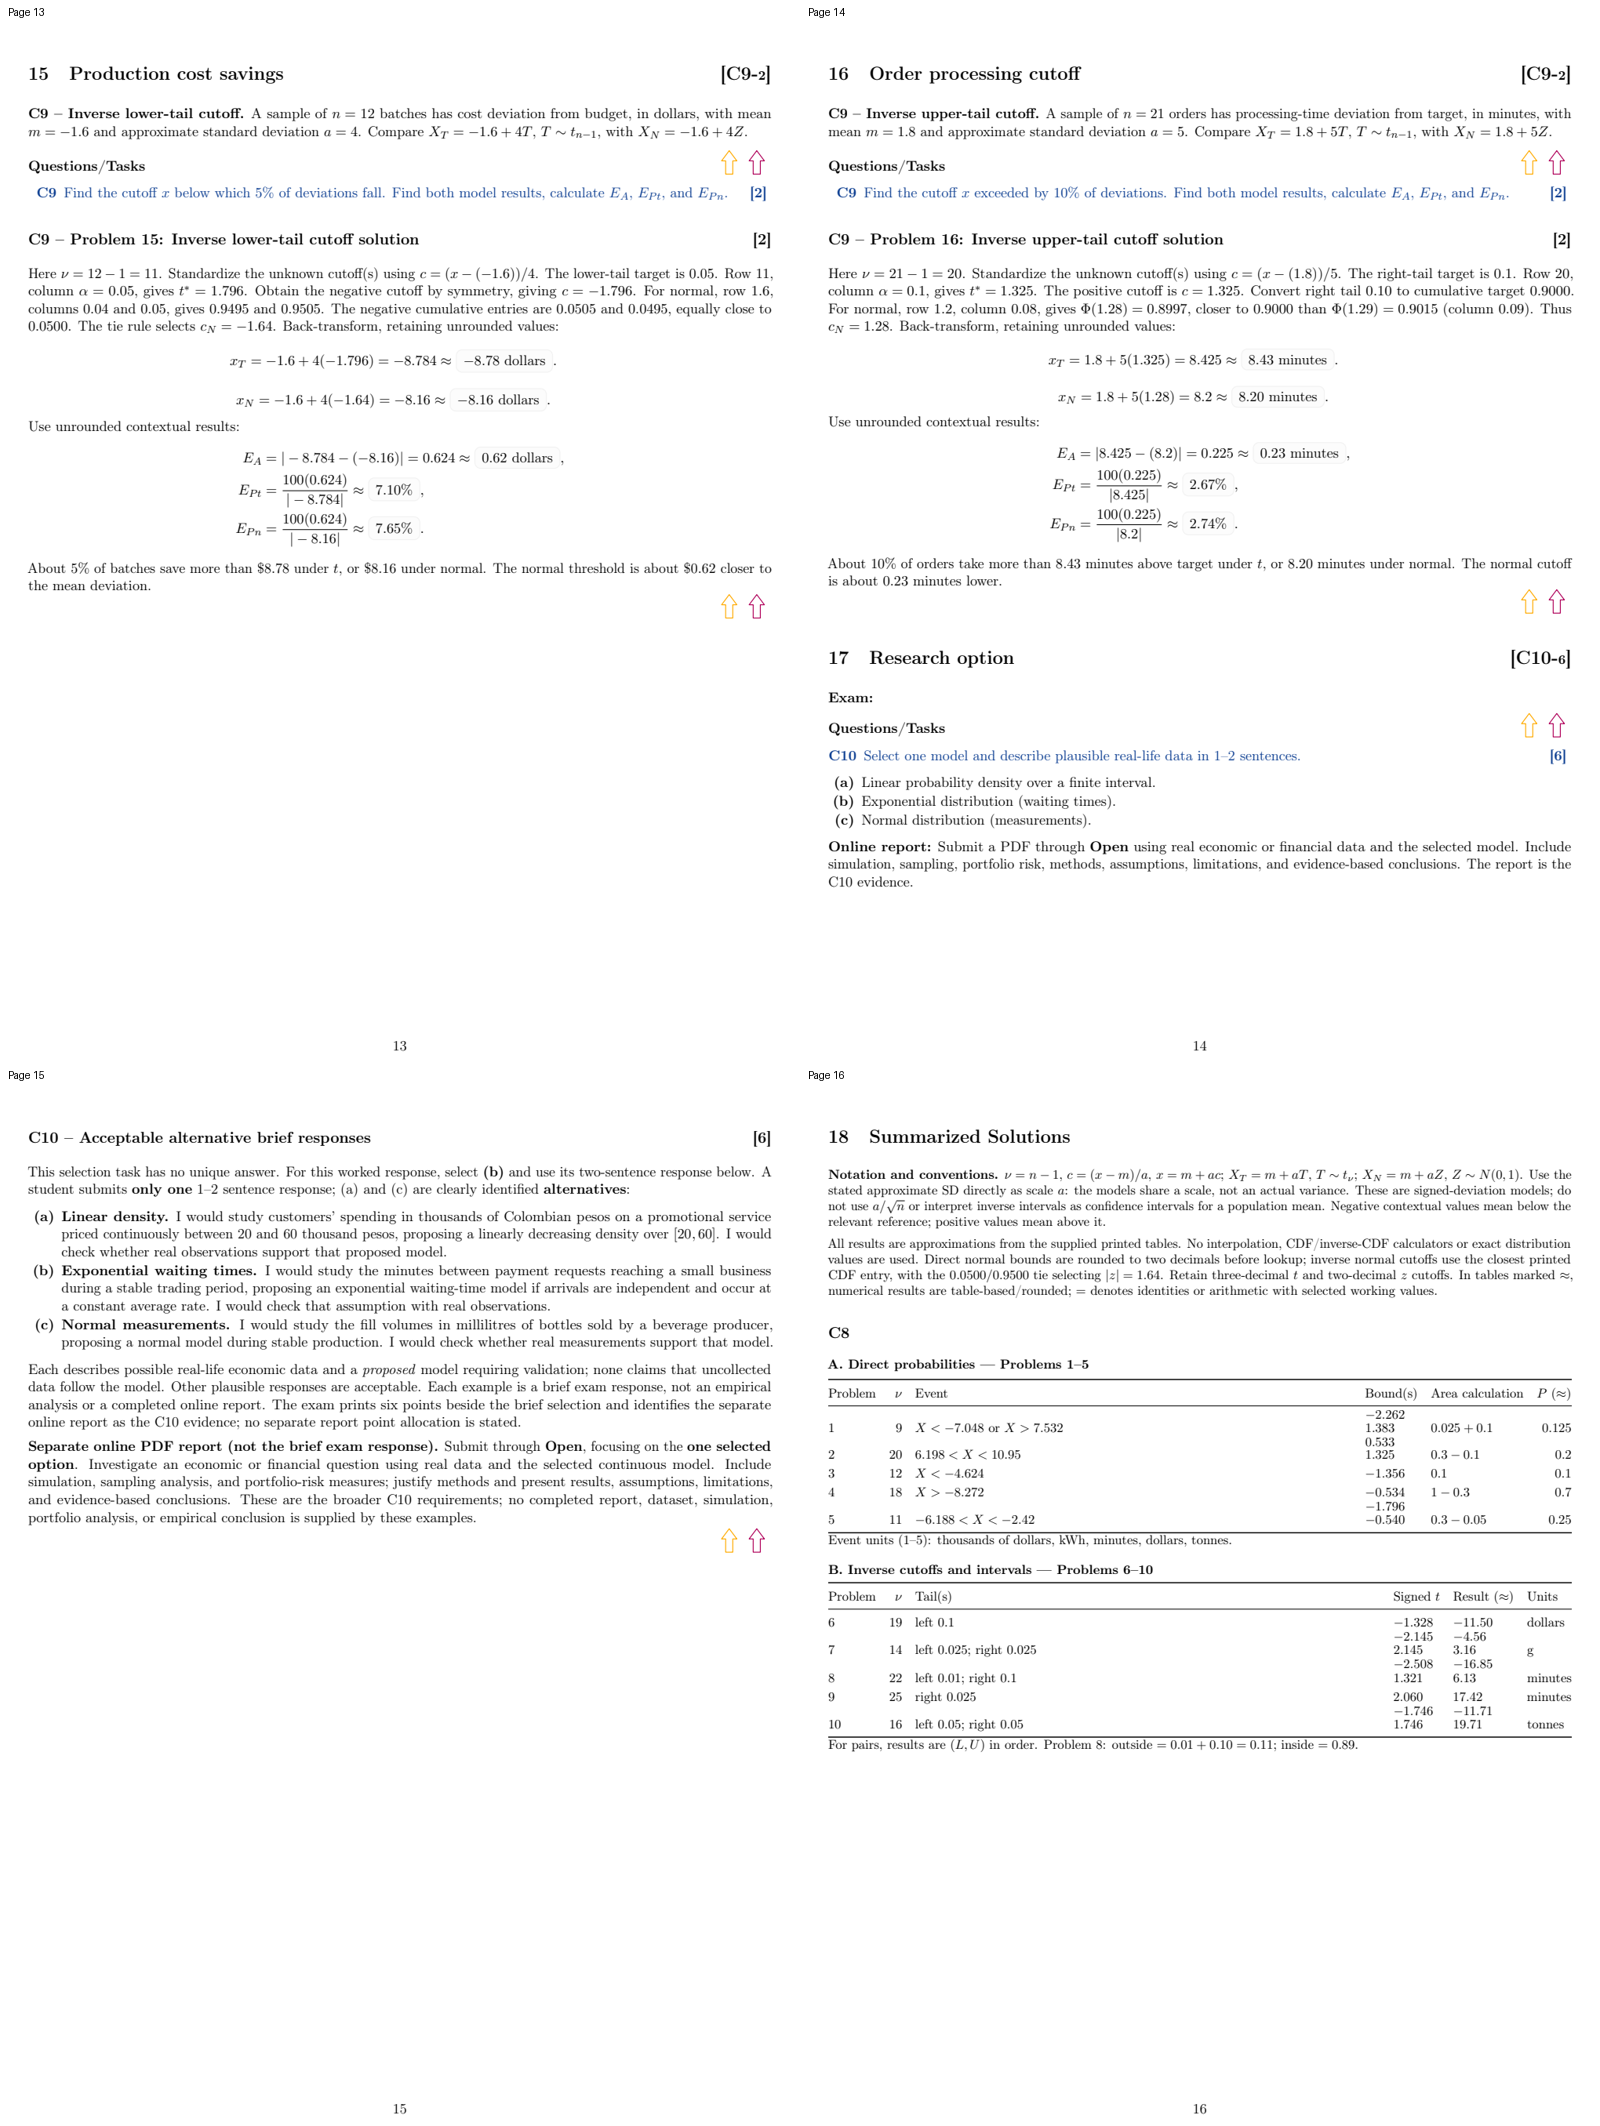 Page 13
15 Production cost savings [C9-2]
C9 – Inverse lower-tail cutoff. A sample of n = 12 batches has cost deviation from budget, in dollars, with mean
m = −1.6 and approximate standard deviation a = 4. Compare X_T = −1.6 + 4T, T ∼ t_{n−1}, with X_N = −1.6 + 4Z.
Questions/Tasks
C9 Find the cutoff x below which 5% of deviations fall. Find both model results, calculate E_A, E_{Pt}, and E_{Pn}. [2]
C9 – Problem 15: Inverse lower-tail cutoff solution [2]
Here ν = 12 − 1 = 11. Standardize the unknown cutoff(s) using c = (x − (−1.6))/4. The lower-tail target is 0.05. Row 11,
column α = 0.05, gives t* = 1.796. Obtain the negative cutoff by symmetry, giving c = −1.796. For normal, row 1.6,
columns 0.04 and 0.05, gives 0.9495 and 0.9505. The negative cumulative entries are 0.0505 and 0.0495, equally close to
0.0500. The tie rule selects c_N = −1.64. Back-transform, retaining unrounded values:
x_T = −1.6 + 4(−1.796) = −8.784 ≈ −8.78 dollars .
x_N = −1.6 + 4(−1.64) = −8.16 ≈ −8.16 dollars .
Use unrounded contextual results:
E_A = | − 8.784 − (−8.16)| = 0.624 ≈ 0.62 dollars ,
E_{Pt} = 100(0.624) / | − 8.784| ≈ 7.10% ,
E_{Pn} = 100(0.624) / | − 8.16| ≈ 7.65% .
About 5% of batches save more than $8.78 under t, or $8.16 under normal. The normal threshold is about $0.62 closer to
the mean deviation.
13
Page 14
16 Order processing cutoff [C9-2]
C9 – Inverse upper-tail cutoff. A sample of n = 21 orders has processing-time deviation from target, in minutes, with
mean m = 1.8 and approximate standard deviation a = 5. Compare X_T = 1.8 + 5T, T ∼ t_{n−1}, with X_N = 1.8 + 5Z.
Questions/Tasks
C9 Find the cutoff x exceeded by 10% of deviations. Find both model results, calculate E_A, E_{Pt}, and E_{Pn}. [2]
C9 – Problem 16: Inverse upper-tail cutoff solution [2]
Here ν = 21 − 1 = 20. Standardize the unknown cutoff(s) using c = (x − (1.8))/5. The right-tail target is 0.1. Row 20,
column α = 0.1, gives t* = 1.325. The positive cutoff is c = 1.325. Convert right tail 0.10 to cumulative target 0.9000.
For normal, row 1.2, column 0.08, gives Φ(1.28) = 0.8997, closer to 0.9000 than Φ(1.29) = 0.9015 (column 0.09). Thus
c_N = 1.28. Back-transform, retaining unrounded values:
x_T = 1.8 + 5(1.325) = 8.425 ≈ 8.43 minutes .
x_N = 1.8 + 5(1.28) = 8.2 ≈ 8.20 minutes .
Use unrounded contextual results:
E_A = |8.425 − (8.2)| = 0.225 ≈ 0.23 minutes ,
E_{Pt} = 100(0.225) / |8.425| ≈ 2.67% ,
E_{Pn} = 100(0.225) / |8.2| ≈ 2.74% .
About 10% of orders take more than 8.43 minutes above target under t, or 8.20 minutes under normal. The normal cutoff
is about 0.23 minutes lower.
17 Research option [C10-6]
Exam:
Questions/Tasks
C10 Select one model and describe plausible real-life data in 1–2 sentences. [6]
(a) Linear probability density over a finite interval.
(b) Exponential distribution (waiting times).
(c) Normal distribution (measurements).
Online report: Submit a PDF through Open using real economic or financial data and the selected model. Include
simulation, sampling, portfolio risk, methods, assumptions, limitations, and evidence-based conclusions. The report is the
C10 evidence.
14
Page 15
C10 – Acceptable alternative brief responses [6]
This selection task has no unique answer. For this worked response, select (b) and use its two-sentence response below. A
student submits only one 1–2 sentence response; (a) and (c) are clearly identified alternatives:
(a) Linear density. I would study customers' spending in thousands of Colombian pesos on a promotional service
priced continuously between 20 and 60 thousand pesos, proposing a linearly decreasing density over [20, 60]. I would
check whether real observations support that proposed model.
(b) Exponential waiting times. I would study the minutes between payment requests reaching a small business
during a stable trading period, proposing an exponential waiting-time model if arrivals are independent and occur at
a constant average rate. I would check that assumption with real observations.
(c) Normal measurements. I would study the fill volumes in millilitres of bottles sold by a beverage producer,
proposing a normal model during stable production. I would check whether real measurements support that model.
Each describes possible real-life economic data and a proposed model requiring validation; none claims that uncollected
data follow the model. Other plausible responses are acceptable. Each example is a brief exam response, not an empirical
analysis or a completed online report. The exam prints six points beside the brief selection and identifies the separate
online report as the C10 evidence; no separate report point allocation is stated.
Separate online PDF report (not the brief exam response). Submit through Open, focusing on the one selected
option. Investigate an economic or financial question using real data and the selected continuous model. Include
simulation, sampling analysis, and portfolio-risk measures; justify methods and present results, assumptions, limitations,
and evidence-based conclusions. These are the broader C10 requirements; no completed report, dataset, simulation,
portfolio analysis, or empirical conclusion is supplied by these examples.
15
Page 16
18 Summarized Solutions
Notation and conventions. ν = n − 1, c = (x − m)/a, x = m + ac; X_T = m + aT, T ∼ t_ν; X_N = m + aZ, Z ∼ N(0, 1). Use the
stated approximate SD directly as scale a: the models share a scale, not an actual variance. These are signed-deviation models; do
not use a/√n or interpret inverse intervals as confidence intervals for a population mean. Negative contextual values mean below the
relevant reference; positive values mean above it.
All results are approximations from the supplied printed tables. No interpolation, CDF/inverse-CDF calculators or exact distribution
values are used. Direct normal bounds are rounded to two decimals before lookup; inverse normal cutoffs use the closest printed
CDF entry, with the 0.0500/0.9500 tie selecting |z| = 1.64. Retain three-decimal t and two-decimal z cutoffs. In tables marked ≈,
numerical results are table-based/rounded; = denotes identities or arithmetic with selected working values.
C8
A. Direct probabilities — Problems 1–5
Problem ν Event Bound(s) Area calculation P (≈)
−2.262
1 9 X < −7.048 or X > 7.532 1.383 0.025 + 0.1 0.125
0.533
2 20 6.198 < X < 10.95 1.325 0.3 − 0.1 0.2
3 12 X < −4.624 −1.356 0.1 0.1
4 18 X > −8.272 −0.534 1 − 0.3 0.7
−1.796
5 11 −6.188 < X < −2.42 −0.540 0.3 − 0.05 0.25
Event units (1–5): thousands of dollars, kWh, minutes, dollars, tonnes.
B. Inverse cutoffs and intervals — Problems 6–10
Problem ν Tail(s) Signed t Result (≈) Units
6 19 left 0.1 −1.328 −11.50 dollars
−2.145 −4.56
7 14 left 0.025; right 0.025 2.145 3.16 g
−2.508 −16.85
8 22 left 0.01; right 0.1 1.321 6.13 minutes
9 25 right 0.025 2.060 17.42 minutes
−1.746 −11.71
10 16 left 0.05; right 0.05 1.746 19.71 tonnes
For pairs, results are (L, U) in order. Problem 8: outside = 0.01 + 0.10 = 0.11; inside = 0.89.
16